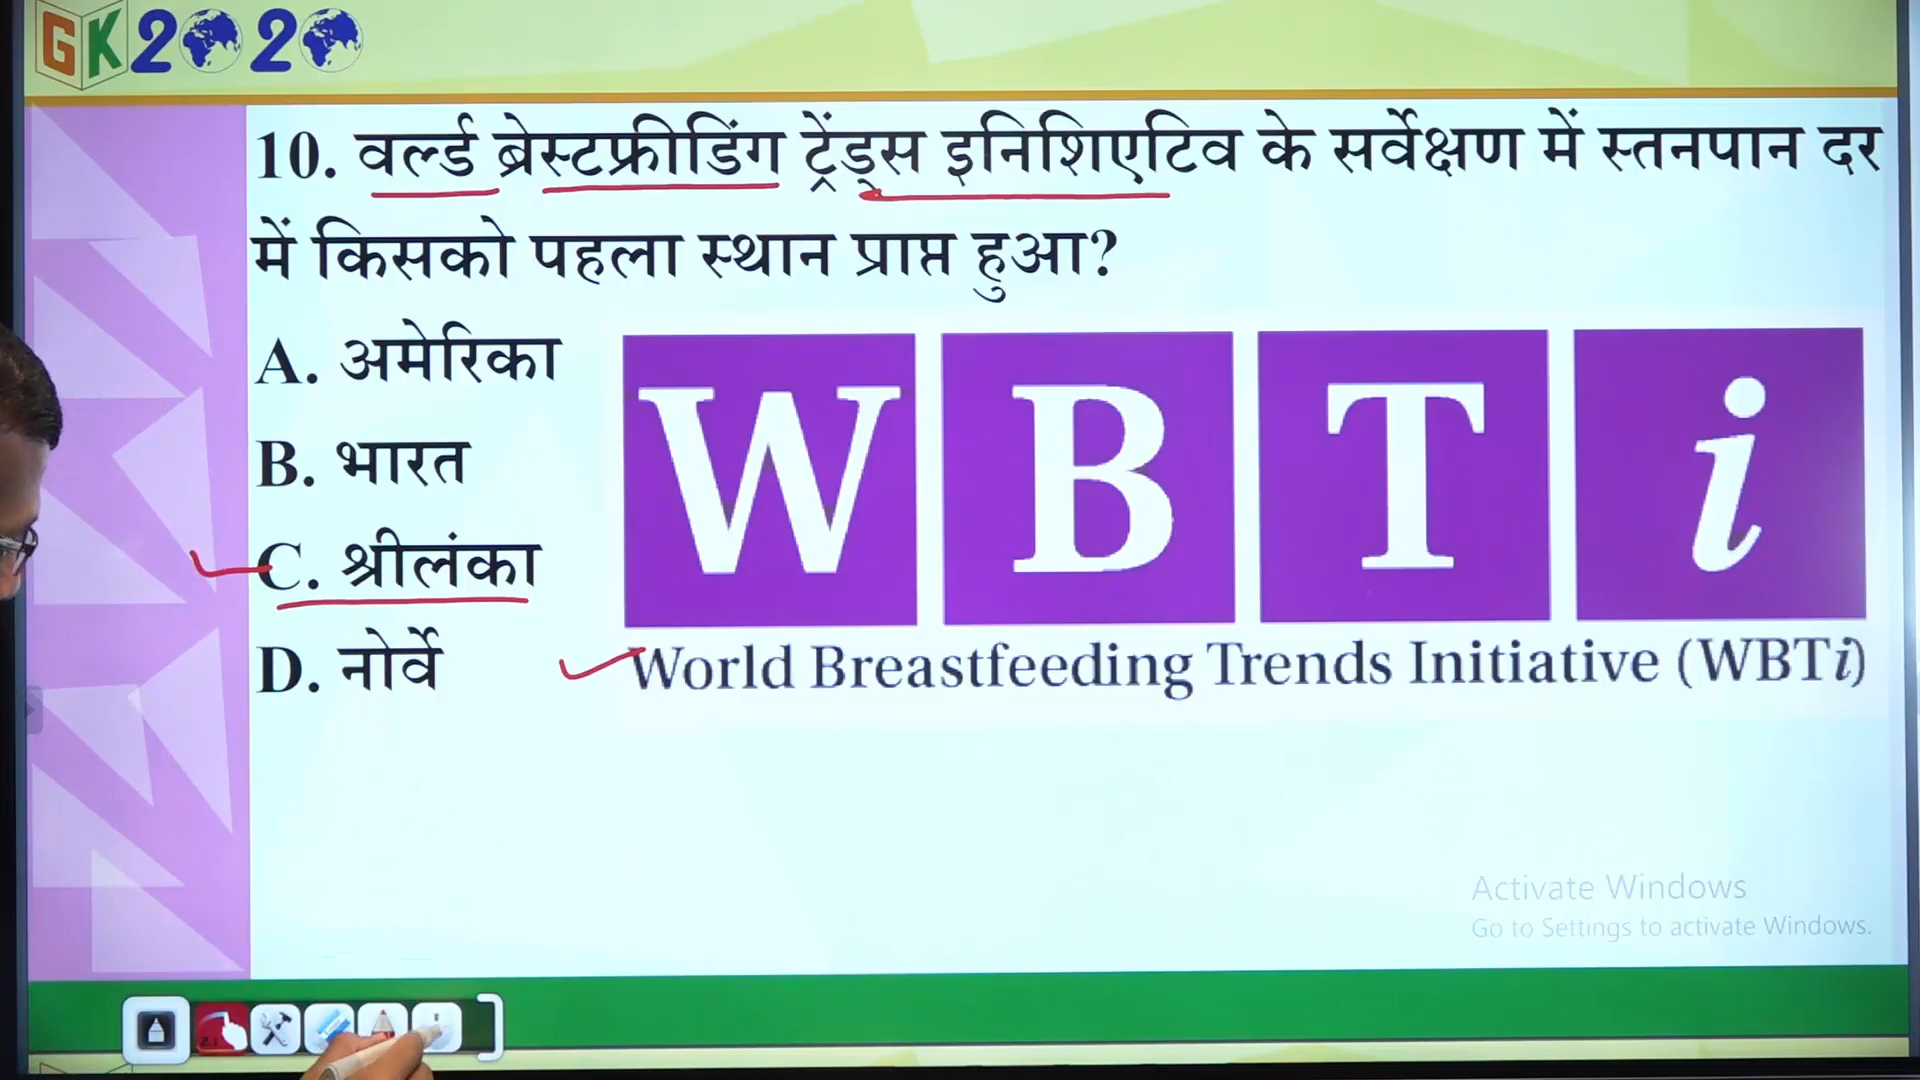 GK2020
10. वर्ल्ड ब्रेस्टफ्रीडिंग ट्रेंड्स इनिशिएटिव के सर्वेक्षण में स्तनपान दर
में किसको पहला स्थान प्राप्त हुआ?
A. अमेरिका
B. भारत
C. श्रीलंका
D. नोर्वे
W B T i
World Breastfeeding Trends Initiative (WBTi)
Activate Windows
Go to Settings to activate Windows.